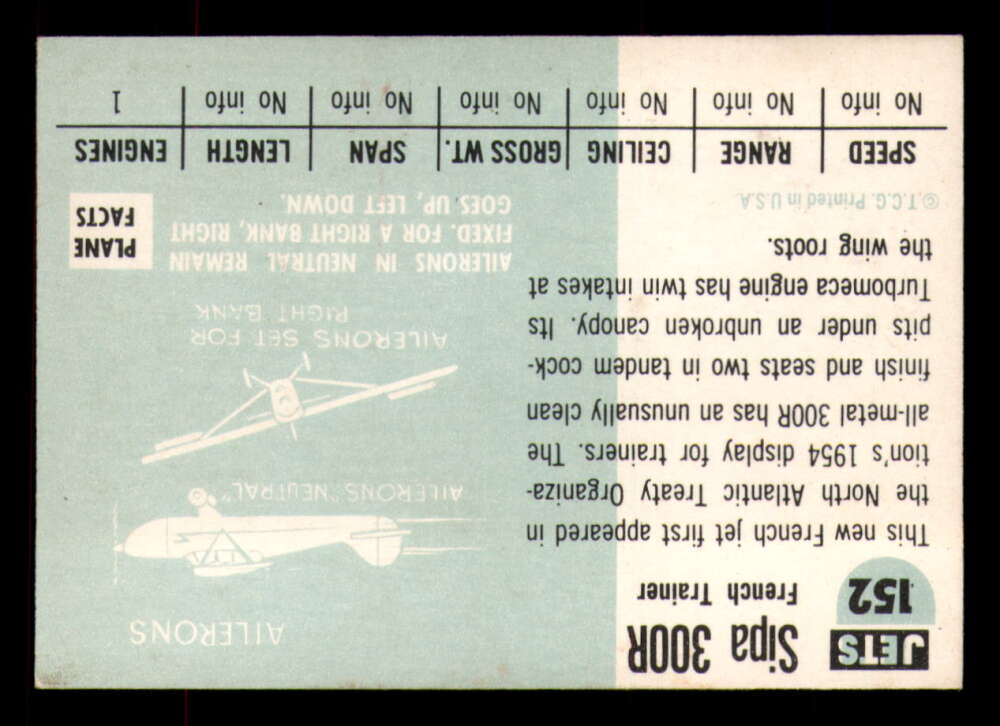 JETS
152
Sipa 300R
French Trainer
This new French jet first appeared in
the North Atlantic Treaty Organiza-
tion's 1954 display for trainers. The
all-metal 300R has an unusually clean
finish and seats two in tandem cock-
pits under an unbroken canopy. Its
Turbomeca engine has twin intakes at
the wing roots.
© T.C.G. Printed in U.S.A.
AILERONS
AILERONS "NEUTRAL"
AILERONS SET FOR
RIGHT BANK
AILERONS IN NEUTRAL REMAIN
FIXED. FOR A RIGHT BANK, RIGHT
GOES UP, LEFT DOWN.
PLANE
FACTS
SPEED RANGE CEILING GROSS WT. SPAN LENGTH ENGINES
No info No info No info No info No info No info 1